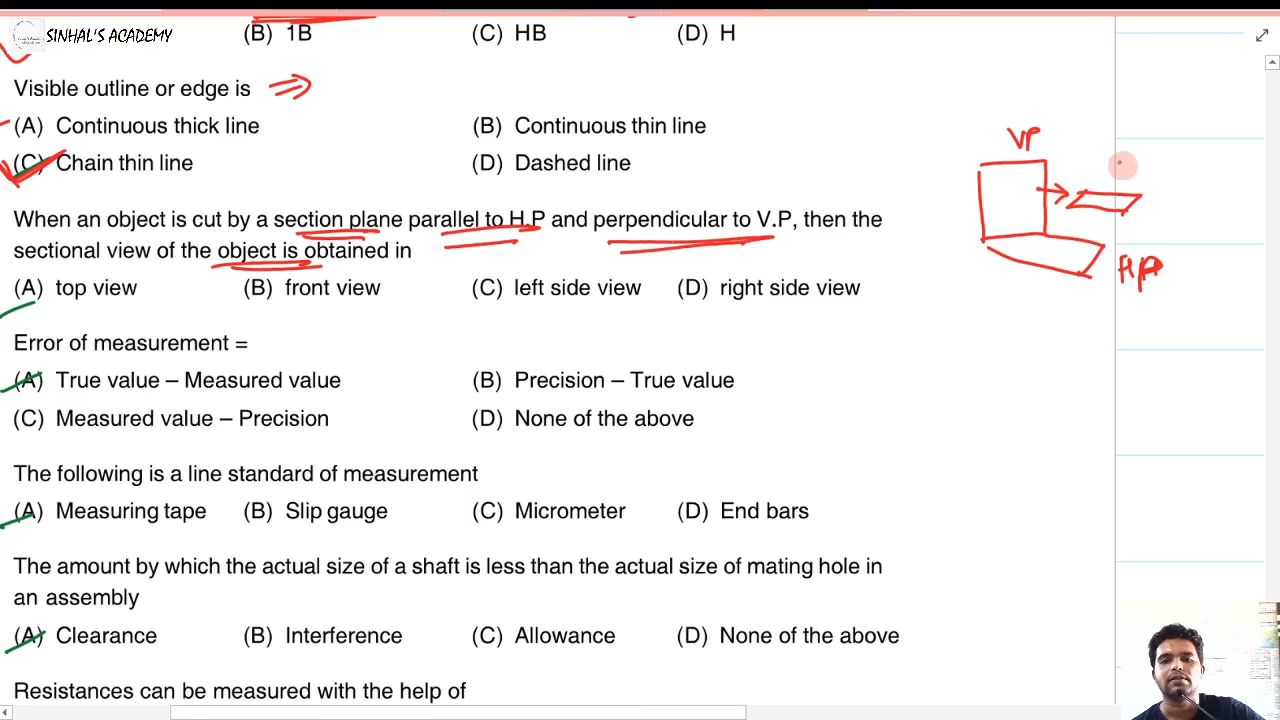 SINHAL'S ACADEMY
(B) 1B (C) HB (D) H
Visible outline or edge is
(A) Continuous thick line (B) Continuous thin line
(C) Chain thin line (D) Dashed line
VP
When an object is cut by a section plane parallel to H.P and perpendicular to V.P, then the
sectional view of the object is obtained in
HP
(A) top view (B) front view (C) left side view (D) right side view
Error of measurement =
(A) True value – Measured value (B) Precision – True value
(C) Measured value – Precision (D) None of the above
The following is a line standard of measurement
(A) Measuring tape (B) Slip gauge (C) Micrometer (D) End bars
The amount by which the actual size of a shaft is less than the actual size of mating hole in
an assembly
(A) Clearance (B) Interference (C) Allowance (D) None of the above
Resistances can be measured with the help of